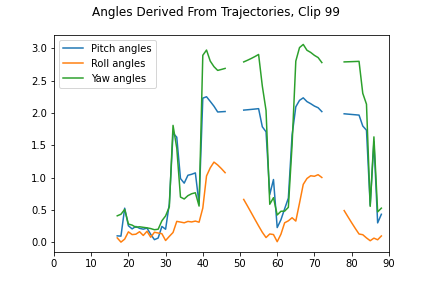 Angles Derived From Trajectories, Clip 99
Pitch angles
Roll angles
Yaw angles
3.0
2.5
2.0
1.5
1.0
0.5
0.0
0 10 20 30 40 50 60 70 80 90